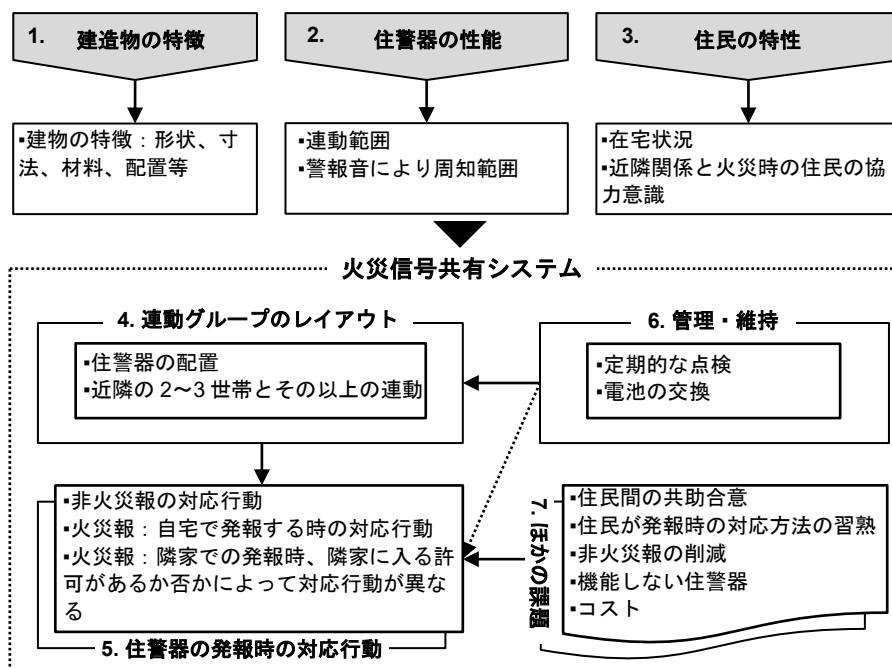 1. 建造物の特徴
2. 住警器の性能
3. 住民の特性
▪建物の特徴：形状、寸
法、材料、配置等
▪連動範囲
▪警報音により周知範囲
▪在宅状況
▪近隣関係と火災時の住民の協
力意識
火災信号共有システム
4. 連動グループのレイアウト
▪住警器の配置
▪近隣の 2～3 世帯とその以上の連動
6. 管理・維持
▪定期的な点検
▪電池の交換
▪非火災報の対応行動
▪火災報：自宅で発報する時の対応行動
▪火災報：隣家での発報時、隣家に入る許
可があるか否かによって対応行動が異な
る
5. 住警器の発報時の対応行動
7. ほかの課題
▪住民間の共助合意
▪住民が発報時の対応方法の習熟
▪非火災報の削減
▪機能しない住警器
▪コスト